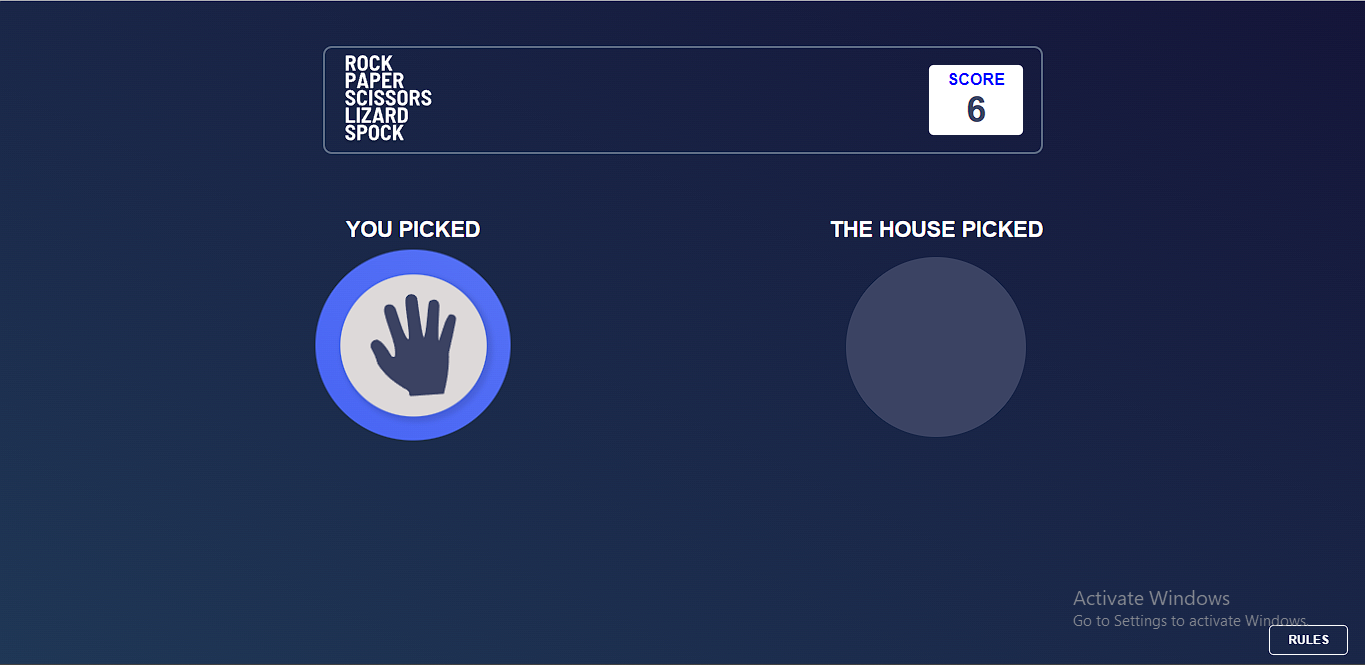 ROCK
PAPER
SCISSORS
LIZARD
SPOCK
SCORE
6
YOU PICKED
THE HOUSE PICKED
Activate Windows
Go to Settings to activate Windows.
RULES